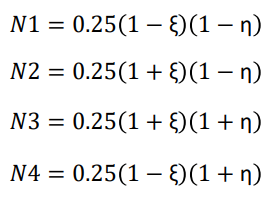 N1 = 0.25(1 − ξ)(1 − η)
N2 = 0.25(1 + ξ)(1 − η)
N3 = 0.25(1 + ξ)(1 + η)
N4 = 0.25(1 − ξ)(1 + η)